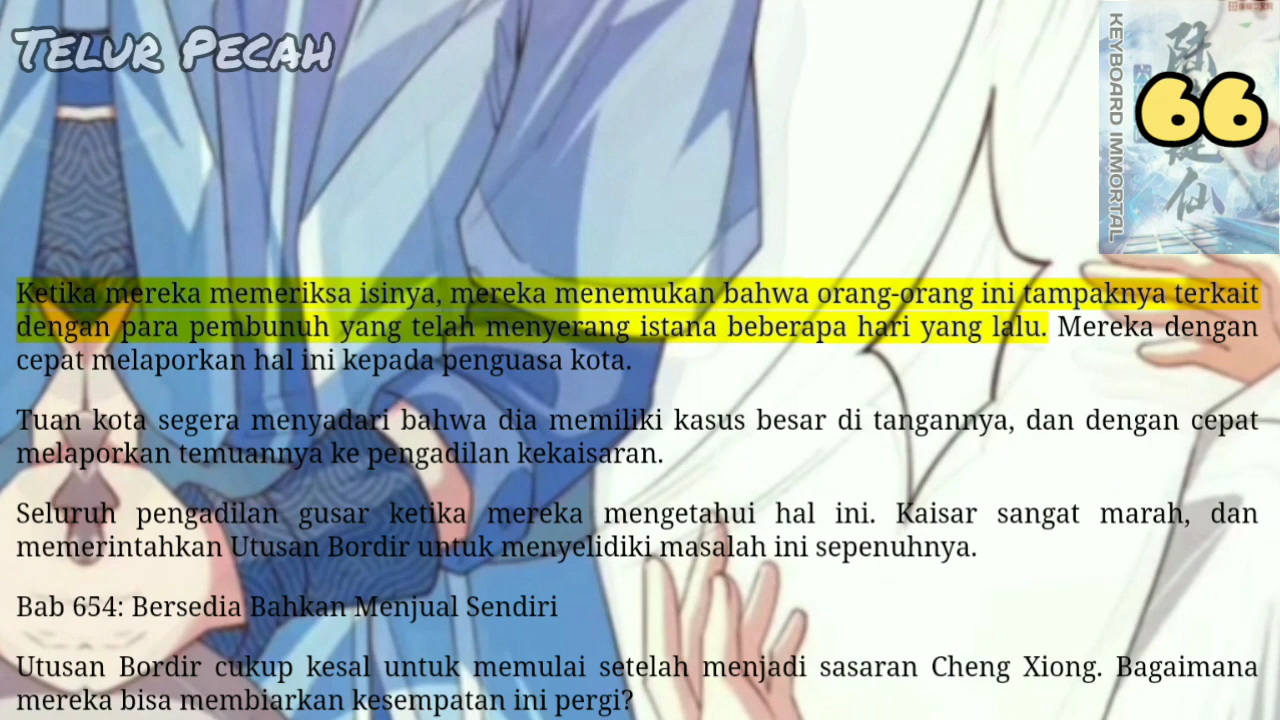 TELUR PECAH
KEYBOARD IMMORTAL
66
仙
Ketika mereka memeriksa isinya, mereka menemukan bahwa orang-orang ini tampaknya terkait
dengan para pembunuh yang telah menyerang istana beberapa hari yang lalu. Mereka dengan
cepat melaporkan hal ini kepada penguasa kota.
Tuan kota segera menyadari bahwa dia memiliki kasus besar di tangannya, dan dengan cepat
melaporkan temuannya ke pengadilan kekaisaran.
Seluruh pengadilan gusar ketika mereka mengetahui hal ini. Kaisar sangat marah, dan
memerintahkan Utusan Bordir untuk menyelidiki masalah ini sepenuhnya.
Bab 654: Bersedia Bahkan Menjual Sendiri
Utusan Bordir cukup kesal untuk memulai setelah menjadi sasaran Cheng Xiong. Bagaimana
mereka bisa membiarkan kesempatan ini pergi?